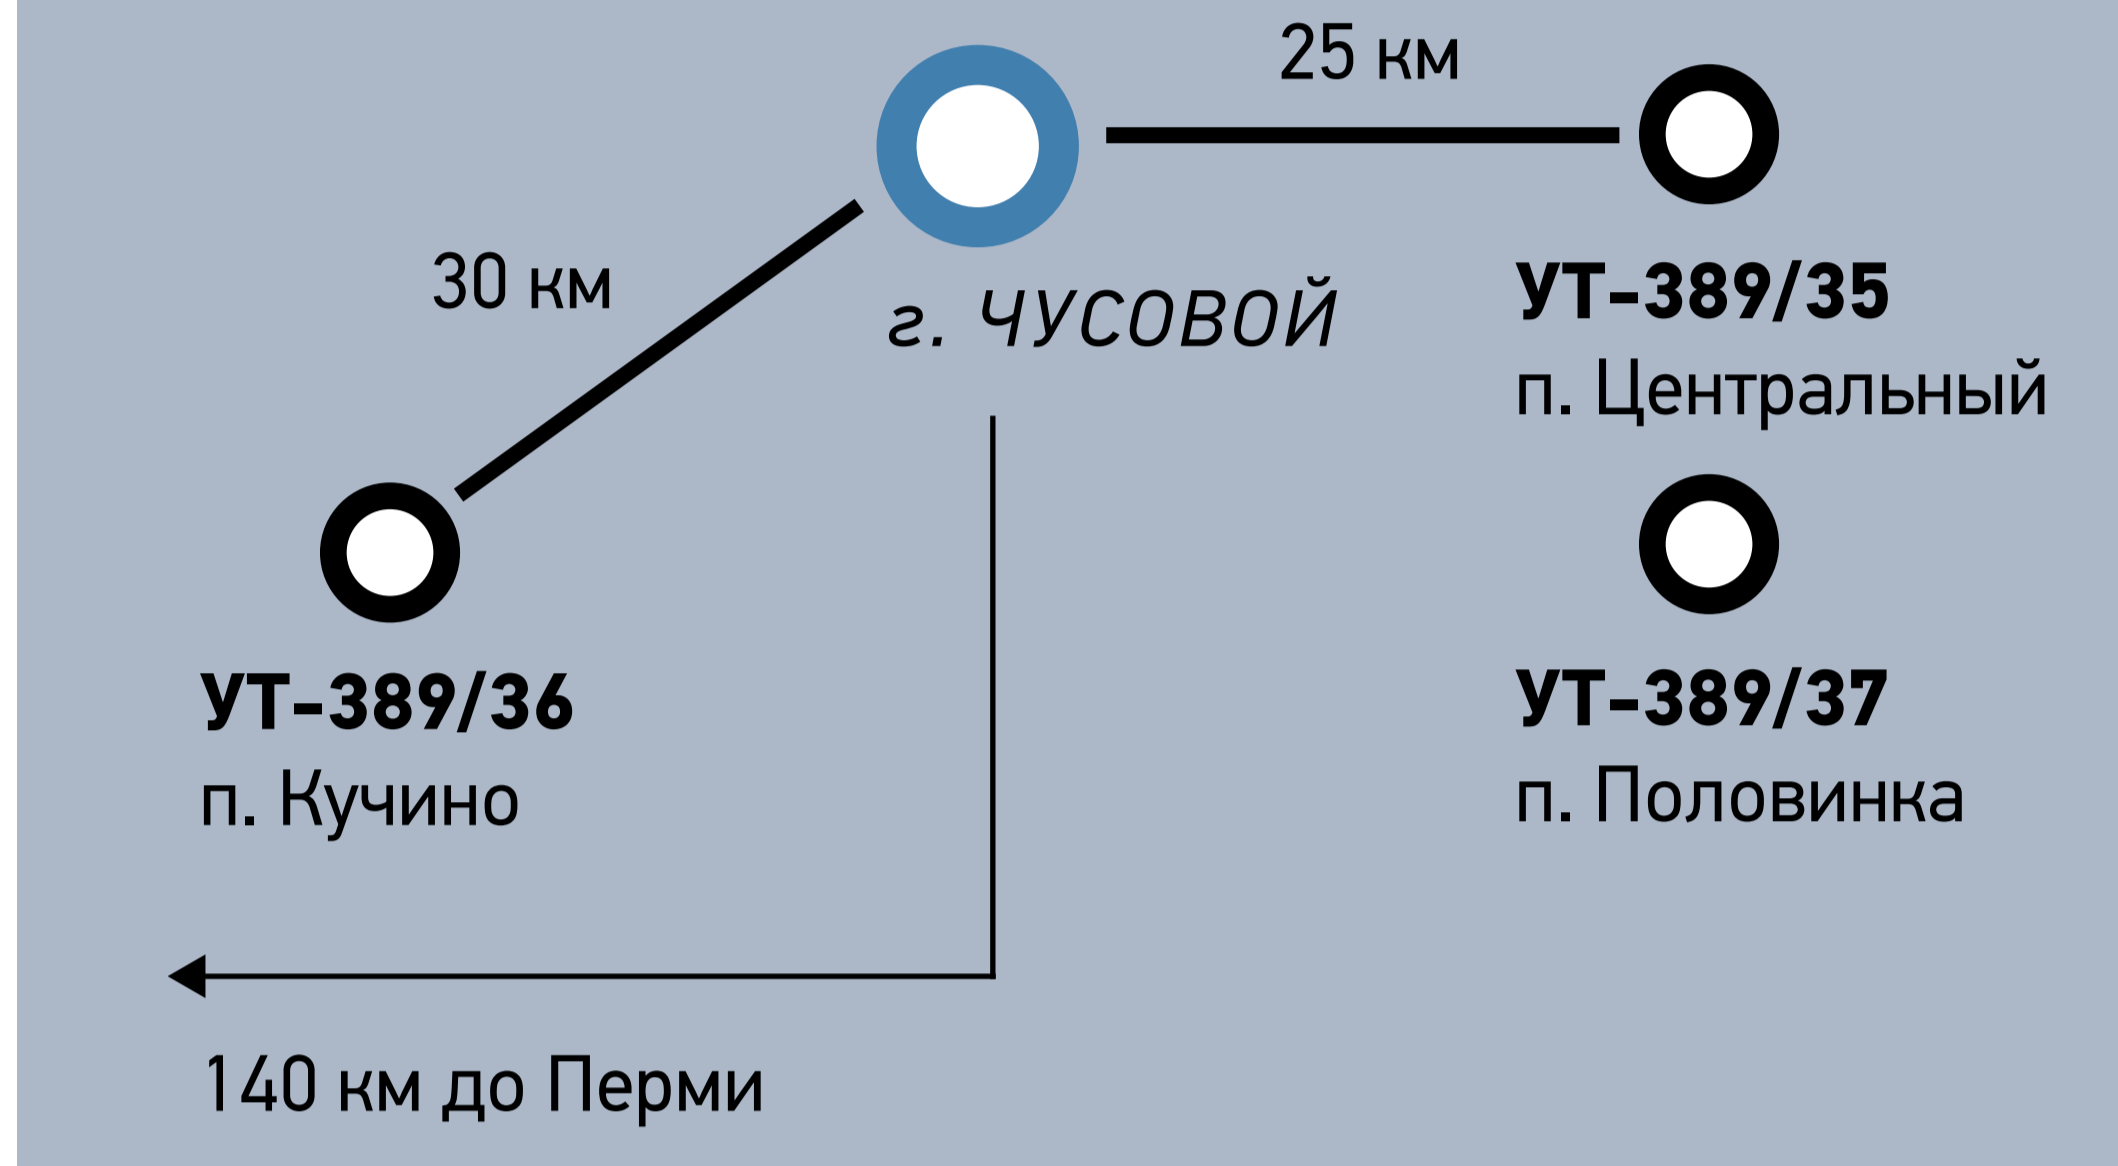 25 км
30 км
г. ЧУСОВОЙ
УТ-389/35
п. Центральный
УТ-389/36
п. Кучино
УТ-389/37
п. Половинка
140 км до Перми